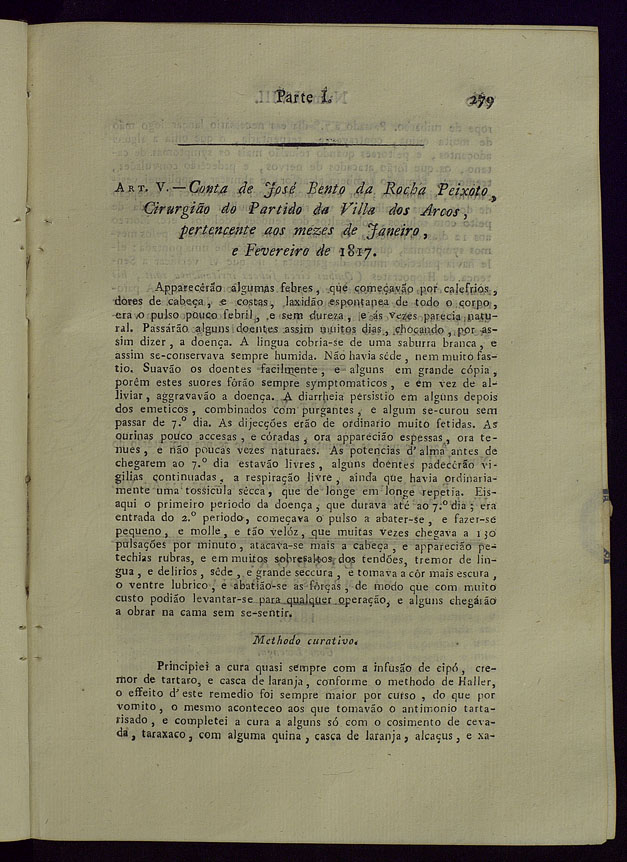 Parte I. 279
ART. V. — Conta de José Bento da Rocha Peixoto,
Cirurgião do Partido da Villa dos Arcos,
pertencente aos mezes de Janeiro,
e Fevereiro de 1817.
Apparecêrão algumas febres, que começavão por calefrios,
dores de cabeça, e costas, laxidão espontanea de todo o corpo,
era o pulso pouco febril, e sem dureza, e ás vezes parecia natu-
ral. Passárão alguns doentes assim muitos dias, chocando, por as-
sim dizer, a doença. A lingua cobria-se de uma saburra branca, e
assim se-conservava sempre humida. Não havia sêde, nem muito fas-
tio. Suavão os doentes facilmente, e alguns em grande cópia,
porêm estes suores fôrão sempre symptomaticos, e em vez de al-
liviar, aggravavão a doença. A diarrheia persistio em alguns depois
dos emeticos, combinados com purgantes, e algum se-curou sem
passar de 7.º dia. As dijecções erão de ordinario muito fetidas. As
ourinas pouco accesas, e córadas, ora apparecião espessas, ora te-
nues, e não poucas vezes naturaes. As potencias d'alma antes de
chegarem ao 7.º dia estavão livres, alguns doentes padecêrão vi-
gilias continuadas, a respiração livre, ainda que havia ordinaria-
mente uma tossicula sècca, que de longe em longe repetia. Eis-
aqui o primeiro periodo da doença, que durava até ao 7.º dia; era
entrada do 2.º periodo, começava o pulso a abater-se, e fazer-se
pequeno, e molle, e tão velóz, que muitas vezes chegava a 130
pulsações por minuto, atacava-se mais a cabeça, e apparecião pe-
techias rubras, e em muitos sobresaltos dos tendões, tremor de lin-
gua, e delirios, sêde, e grande seccura, e tomava a côr mais escura,
o ventre lubrico, e abatião-se as fôrças, de modo que com muito
custo podião levantar-se para qualquer operação, e alguns chegárão
a obrar na cama sem se-sentir.
Methodo curativo.
Principiei a cura quasi sempre com a infusão de cipó, cre-
mor de tartaro, e casca de laranja, conforme o methodo de Haller,
o effeito d'este remedio foi sempre maior por curso, do que por
vomito, o mesmo aconteceo aos que tomavão o antimonio tarta-
risado, e completei a cura a alguns só com o cosimento de ceva-
da, taraxaco, com alguma quina, casca de laranja, alcaçus, e xa-